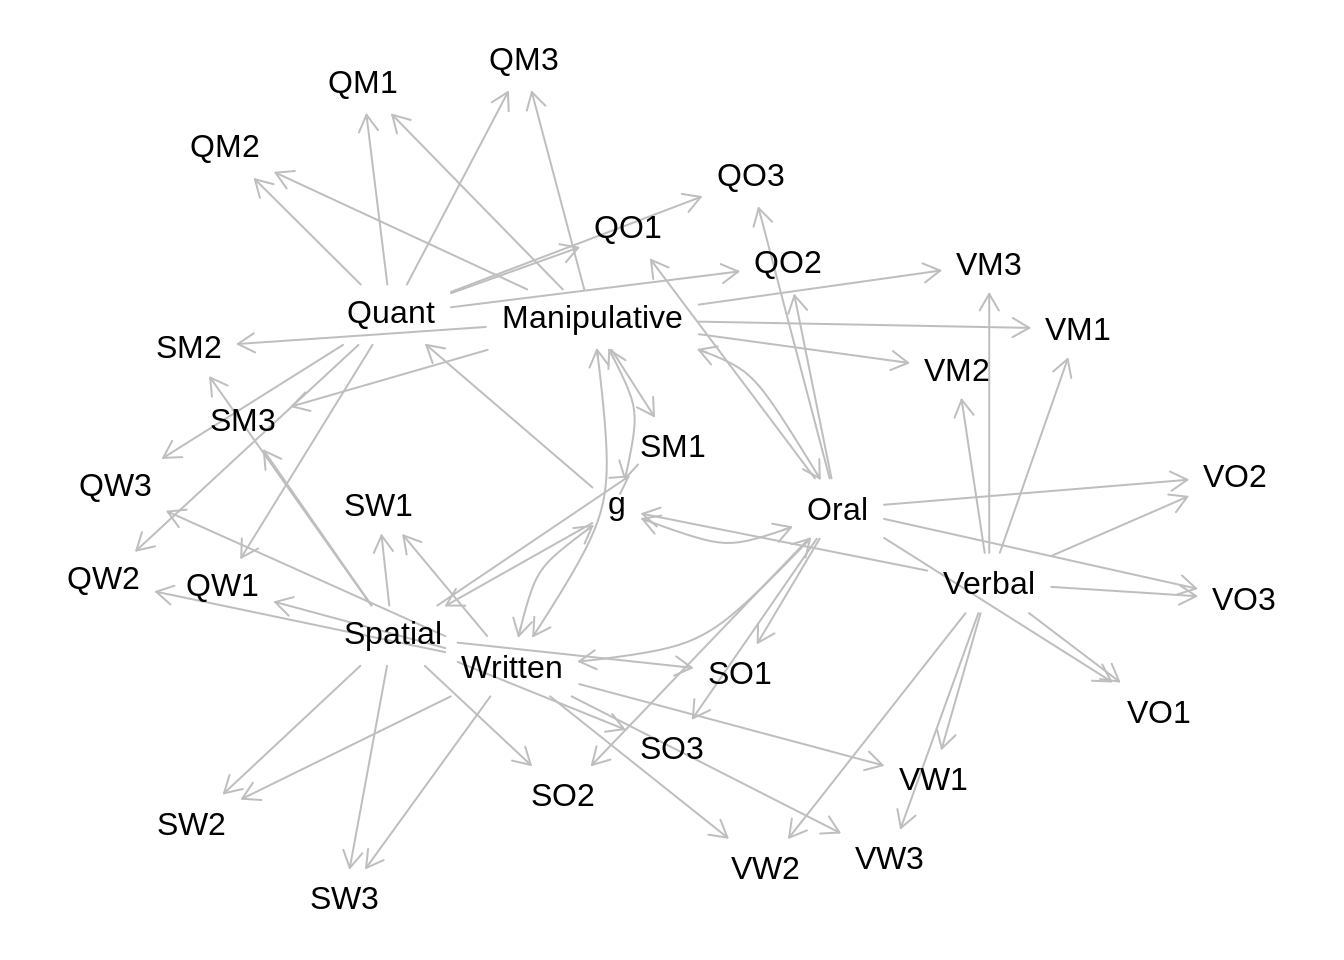 QM3
QM1
QM2
QO3
QO1
QO2
VM3
Quant
Manipulative
VM1
SM2
VM2
SM3
SM1
VO2
QW3
SW1
g
Oral
QW2
QW1
Verbal
VO3
Spatial
Written
SO1
VO1
SO3
VW1
SO2
SW2
VW3
VW2
SW3